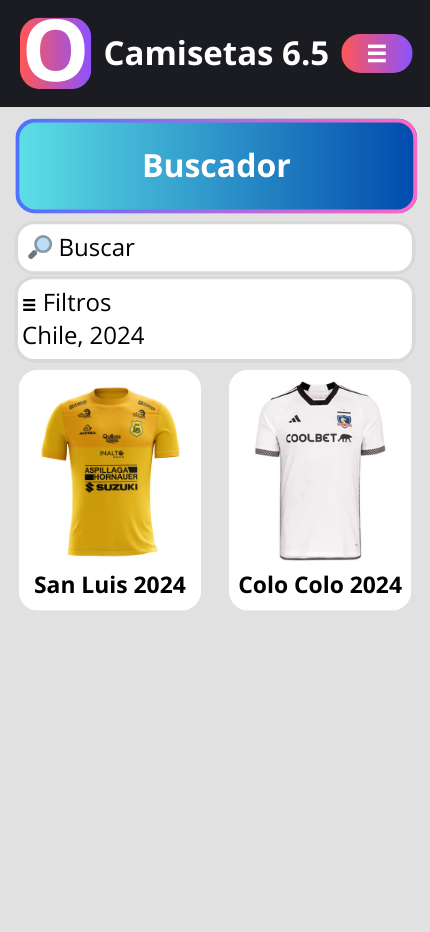 O Camisetas 6.5 ≡
Buscador
🔎 Buscar
≡ Filtros
Chile, 2024
INALTO
ASPILLAGA
HORNAUER
SUZUKI
COOLBET
San Luis 2024
Colo Colo 2024